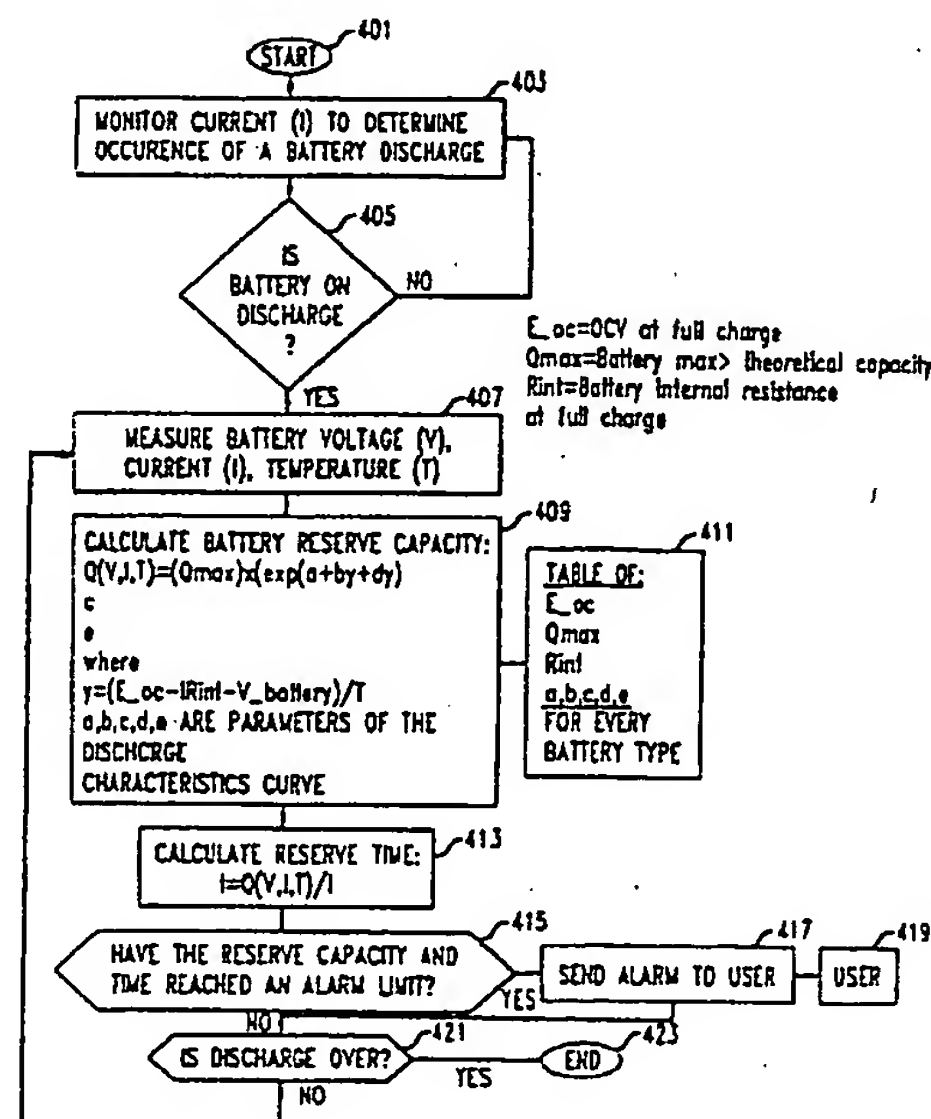 401
START
403
MONITOR CURRENT (I) TO DETERMINE
OCCURENCE OF A BATTERY DISCHARGE
405
IS
BATTERY ON
DISCHARGE
?
NO
YES
E_oc=OCV at full charge
Qmax=Battery max> theoretical capacity
Rint=Battery internal resistance
at full charge
407
MEASURE BATTERY VOLTAGE (V),
CURRENT (I), TEMPERATURE (T)
409
CALCULATE BATTERY RESERVE CAPACITY:
Q(V,I,T)=(Qmax)x(exp(a+by+dy)
c
e
where
y=(E_oc-IRint-V_battery)/T
a,b,c,d,e ARE PARAMETERS OF THE
DISCHCRGE
CHARACTERISTICS CURVE
411
TABLE OF:
E_oc
Qmax
Rint
a,b,c,d,e
FOR EVERY
BATTERY TYPE
413
CALCULATE RESERVE TIME:
t=Q(V,I,T)/I
415
HAVE THE RESERVE CAPACITY AND
TIME REACHED AN ALARM LIMIT?
YES
NO
417
SEND ALARM TO USER
419
USER
421
IS DISCHARGE OVER?
YES
NO
423
END